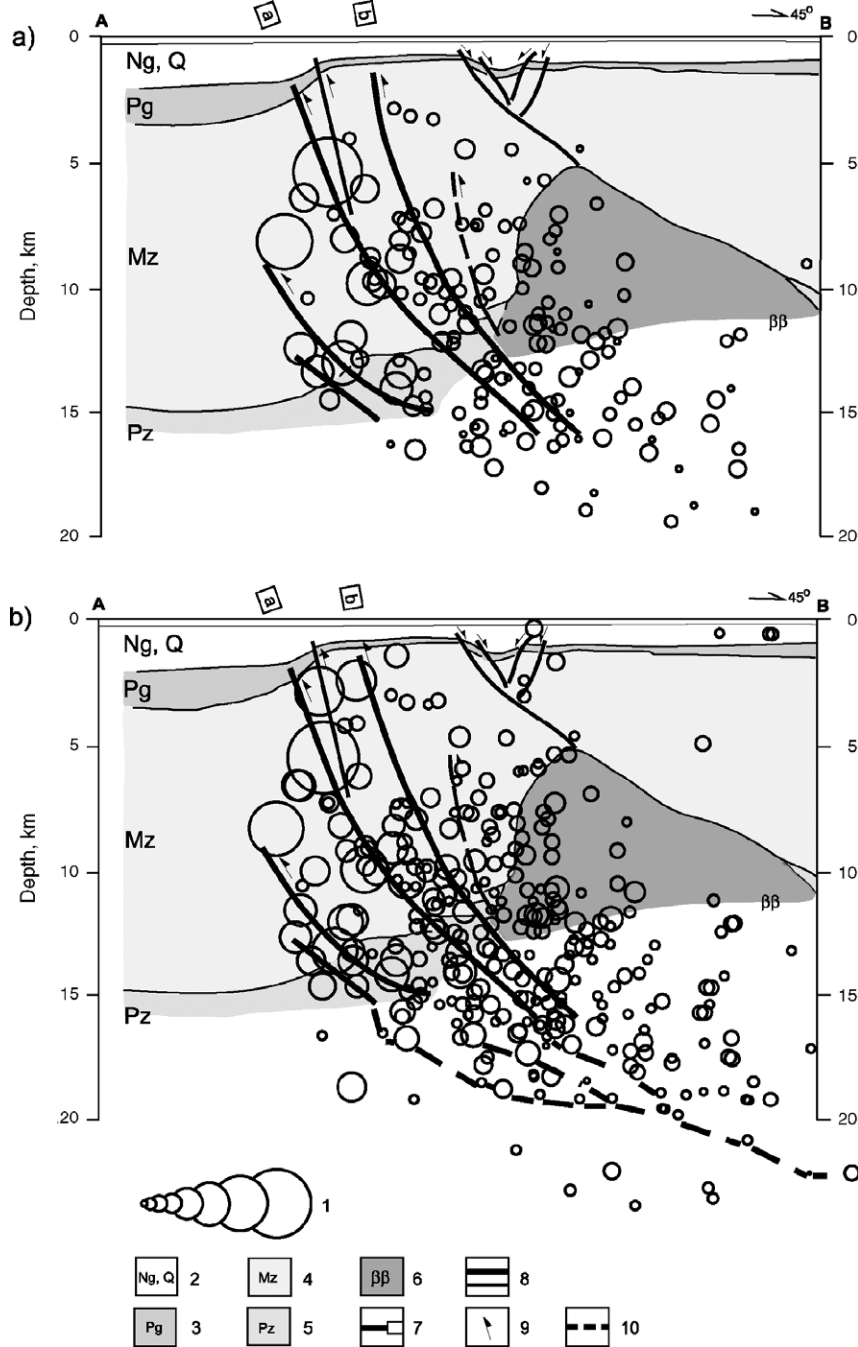 a)
A a b 45° B
0 0
Ng, Q
Pg
5 5
Mz
Depth, km
10 10
ββ
15 15
Pz
20 20
b)
A a b 45° B
0 0
Ng, Q
Pg
5 5
Mz
Depth, km
10 10
ββ
15 15
Pz
20 20
1
Ng, Q 2 Mz 4 ββ 6 8
Pg 3 Pz 5 7 9 10